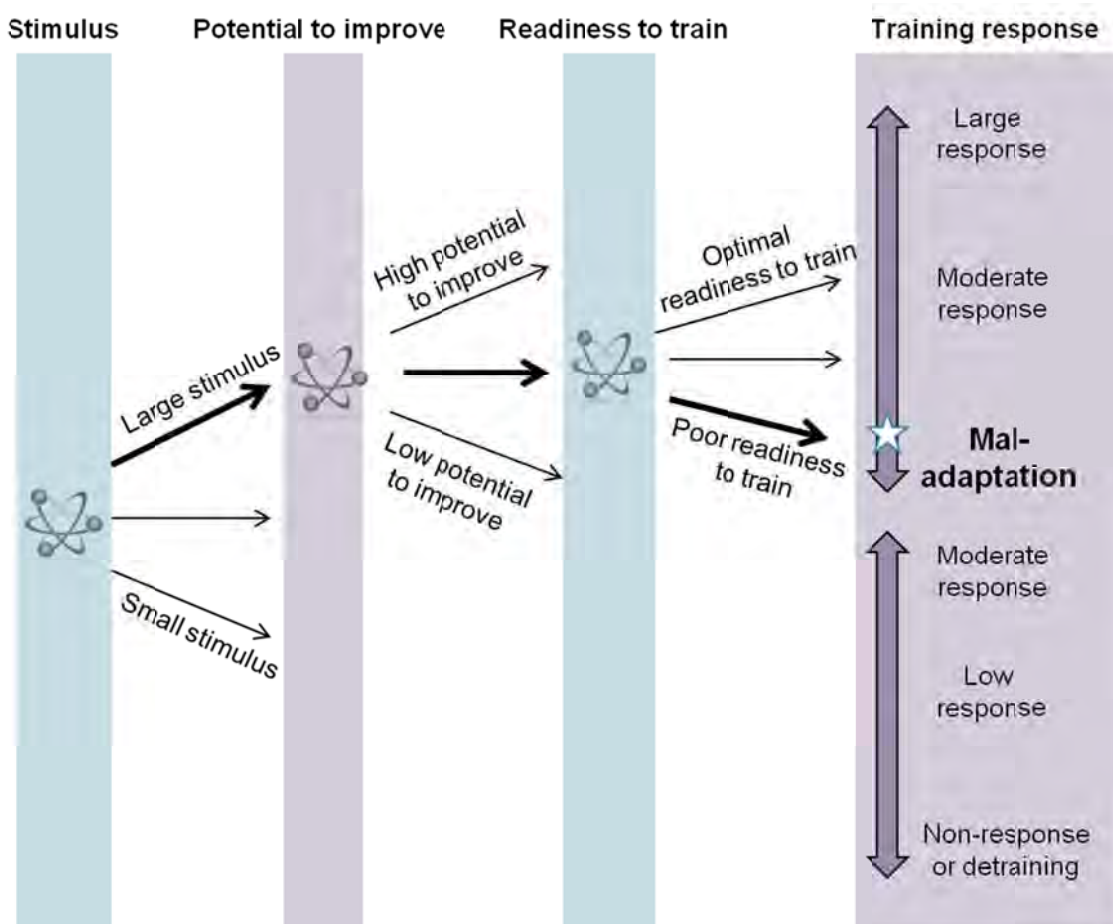 Stimulus
Potential to improve
Readiness to train
Training response
Large stimulus
Small stimulus
High potential
to improve
Low potential
to improve
Optimal
readiness to train
Poor readiness
to train
Large
response
Moderate
response
Mal-
adaptation
Moderate
response
Low
response
Non-response
or detraining